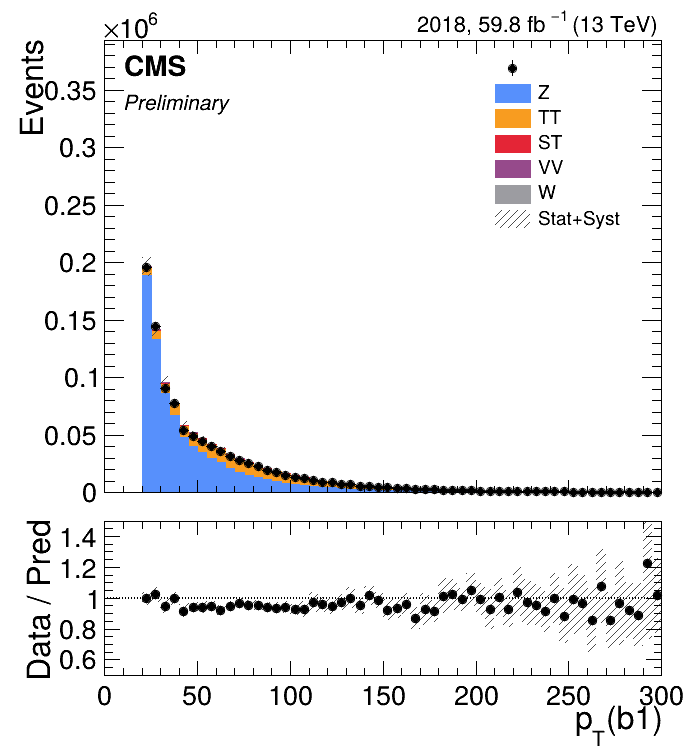 ×10⁶
2018, 59.8 fb⁻¹ (13 TeV)
CMS
Preliminary
Z
TT
ST
VV
W
Stat+Syst
Events
0.35
0.3
0.25
0.2
0.15
0.1
0.05
0
Data / Pred
1.4
1.2
1
0.8
0.6
0 50 100 150 200 250 300
p_T(b1)